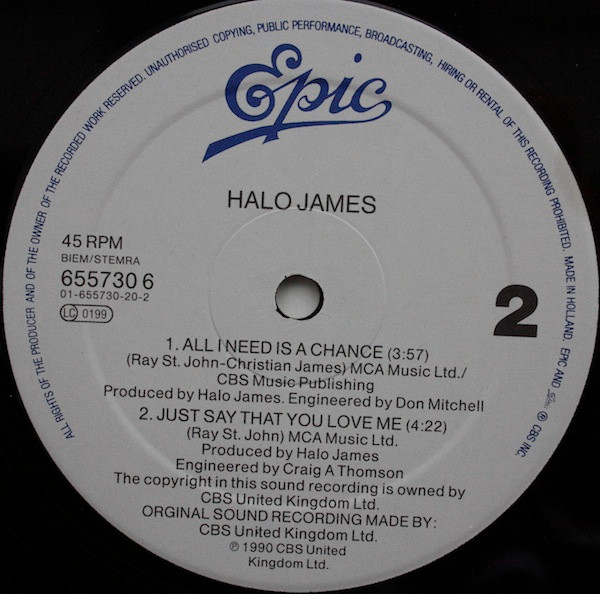 ALL RIGHTS OF THE PRODUCER AND OF THE OWNER OF THE RECORDED WORK RESERVED. UNAUTHORISED COPYING, PUBLIC PERFORMANCE, BROADCASTING, HIRING OR RENTAL OF THIS RECORDING PROHIBITED. MADE IN HOLLAND. EPIC AND Epic ® CBS INC.
Epic
HALO JAMES
45 RPM
BIEM/STEMRA
655730 6
01-655730-20-2
LC 0199
2
1. ALL I NEED IS A CHANCE (3:57)
(Ray St. John-Christian James) MCA Music Ltd./
CBS Music Publishing
Produced by Halo James. Engineered by Don Mitchell
2. JUST SAY THAT YOU LOVE ME (4:22)
(Ray St. John) MCA Music Ltd.
Produced by Halo James
Engineered by Craig A Thomson
The copyright in this sound recording is owned by
CBS United Kingdom Ltd.
ORGINAL SOUND RECORDING MADE BY:
CBS United Kingdom Ltd.
℗ 1990 CBS United
Kingdom Ltd.